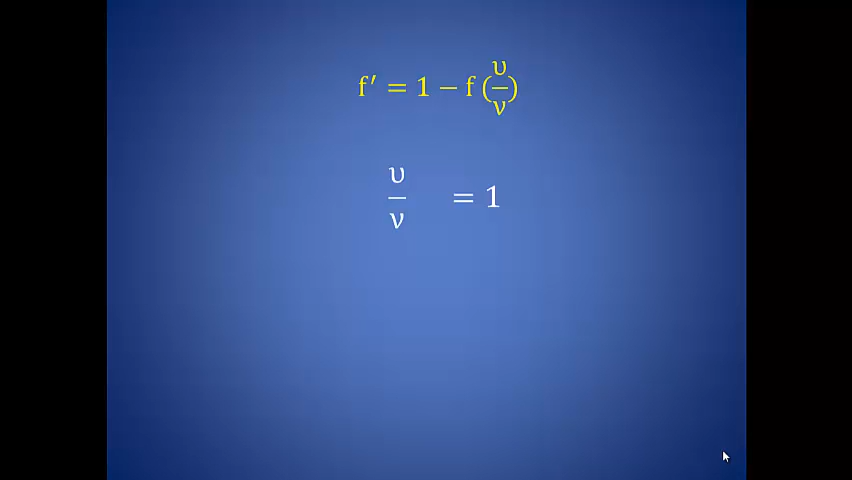 f′ = 1 − f (υ/ν)
υ/ν = 1